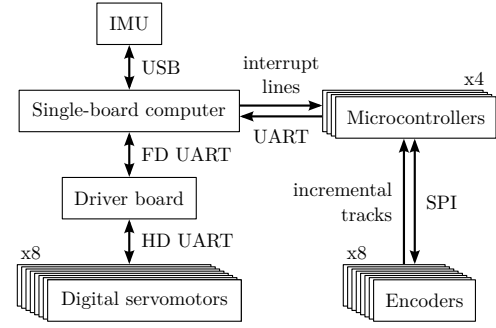 IMU
USB
interrupt
lines
x4
Single-board computer
Microcontrollers
UART
FD UART
Driver board
incremental
tracks
SPI
HD UART
x8
x8
Digital servomotors
Encoders